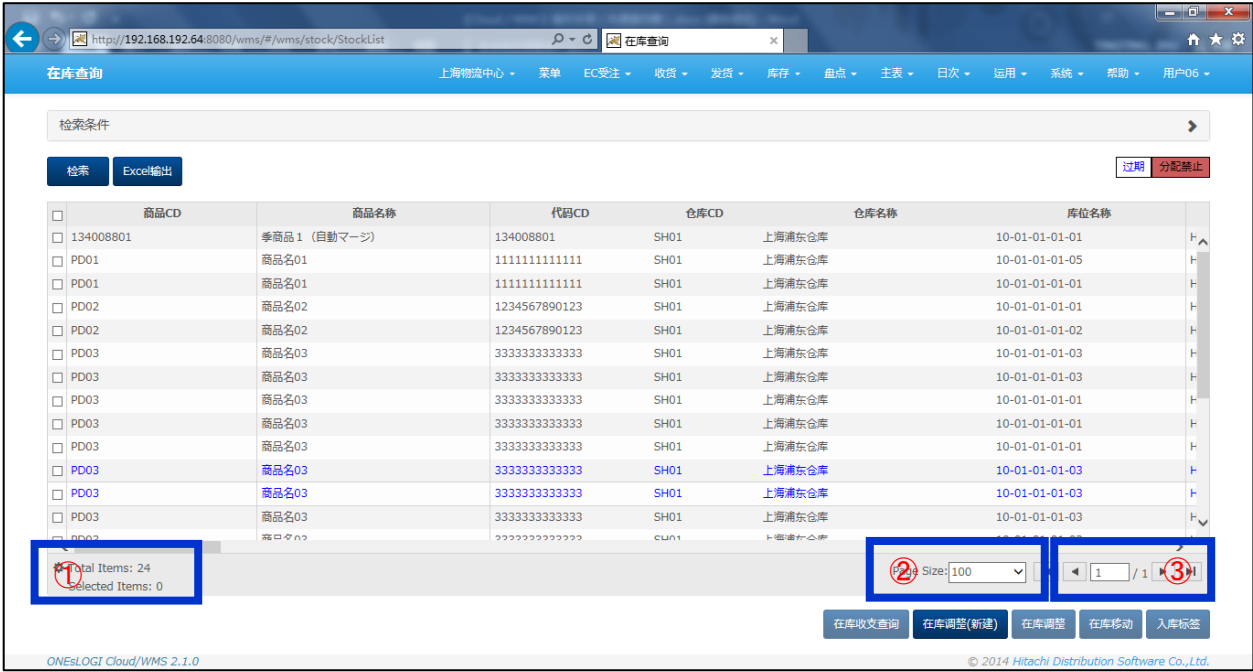 http://192.168.192.64:8080/wms/#/wms/stock/StockList 在库查询
在库查询 上海物流中心 菜单 EC受注 收货 发货 库存 盘点 主表 日次 运用 系统 帮助 用户06
检索条件
检索 Excel输出 过期 分配禁止
商品CD 商品名称 代码CD 仓库CD 仓库名称 库位名称
134008801 季商品1（自動マージ） 134008801 SH01 上海浦东仓库 10-01-01-01-01 H
PD01 商品名01 1111111111111 SH01 上海浦东仓库 10-01-01-01-05 H
PD01 商品名01 1111111111111 SH01 上海浦东仓库 10-01-01-01-01 H
PD02 商品名02 1234567890123 SH01 上海浦东仓库 10-01-01-01-01 H
PD02 商品名02 1234567890123 SH01 上海浦东仓库 10-01-01-01-02 H
PD03 商品名03 3333333333333 SH01 上海浦东仓库 10-01-01-01-03 H
PD03 商品名03 3333333333333 SH01 上海浦东仓库 10-01-01-01-03 H
PD03 商品名03 3333333333333 SH01 上海浦东仓库 10-01-01-01-03 H
PD03 商品名03 3333333333333 SH01 上海浦东仓库 10-01-01-01-01 H
PD03 商品名03 3333333333333 SH01 上海浦东仓库 10-01-01-01-01 H
PD03 商品名03 3333333333333 SH01 上海浦东仓库 10-01-01-01-03 H
PD03 商品名03 3333333333333 SH01 上海浦东仓库 10-01-01-01-03 H
PD03 商品名03 3333333333333 SH01 上海浦东仓库 10-01-01-01-03 H
PD03 商品名03 3333333333333 SH01 上海浦东仓库
① Total Items: 24 ② Page Size: 100 1 / 1 ③
Selected Items: 0
在库收支查询 在库调整(新建) 在库调整 在库移动 入库标签
ONEsLOGI Cloud/WMS 2.1.0 © 2014 Hitachi Distribution Software Co.,Ltd.